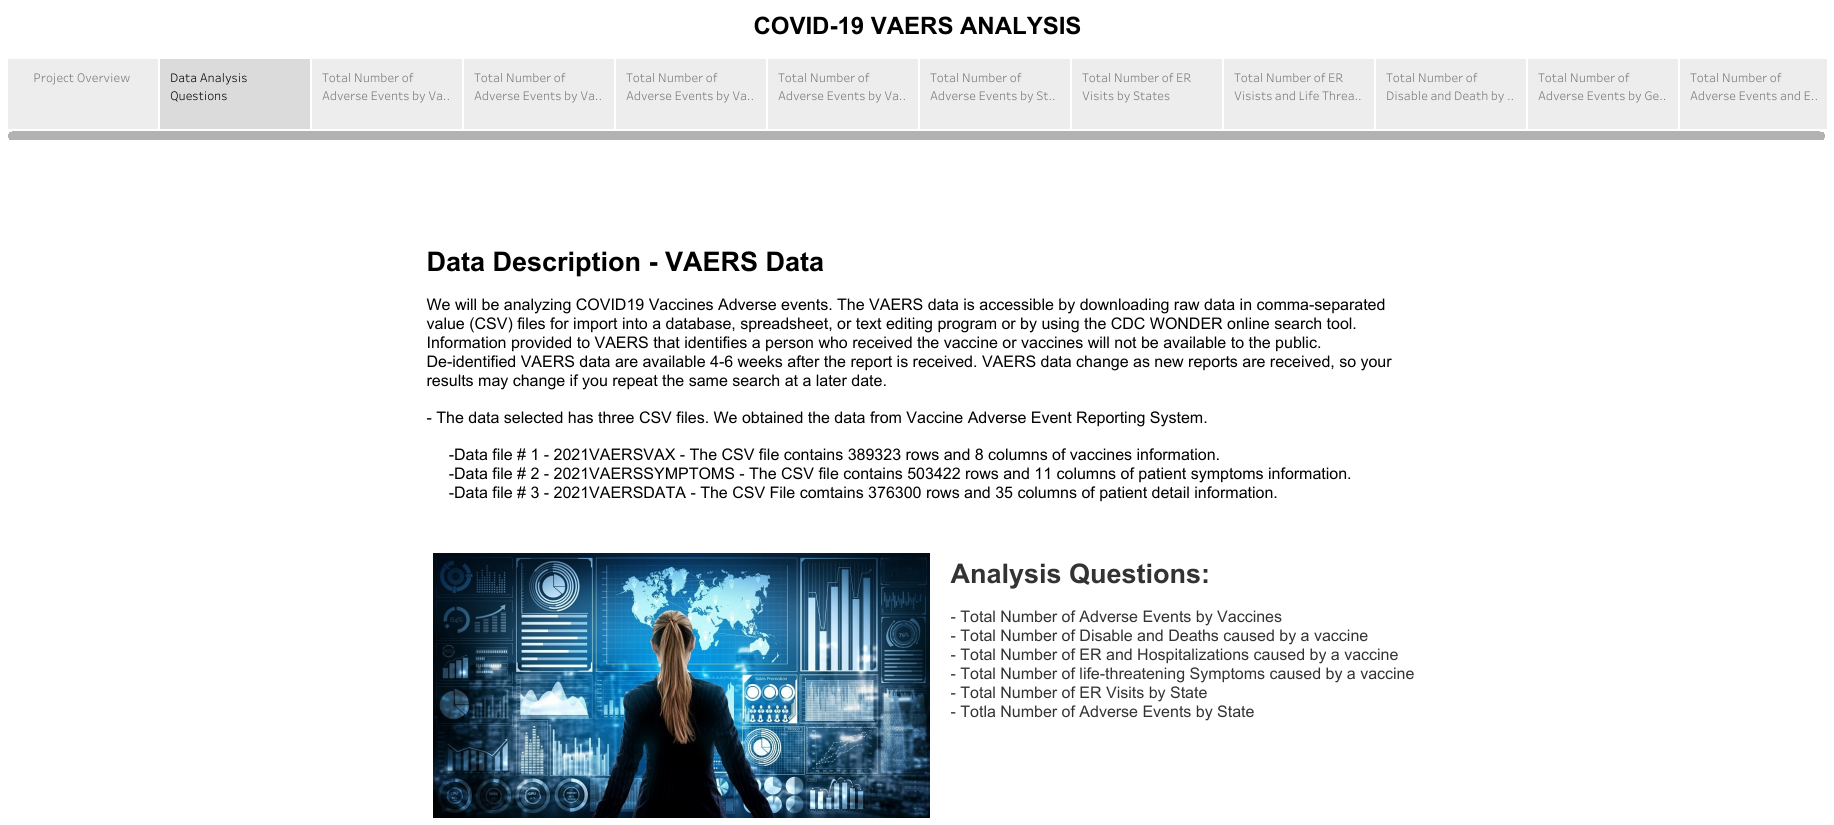 COVID-19 VAERS ANALYSIS
Project Overview
Data Analysis
Questions
Total Number of
Adverse Events by Va..
Total Number of
Adverse Events by Va..
Total Number of
Adverse Events by Va..
Total Number of
Adverse Events by Va..
Total Number of
Adverse Events by St..
Total Number of ER
Visits by States
Total Number of ER
Visists and Life Threa..
Total Number of
Disable and Death by ..
Total Number of
Adverse Events by Ge..
Total Number of
Adverse Events and E..
Data Description - VAERS Data
We will be analyzing COVID19 Vaccines Adverse events. The VAERS data is accessible by downloading raw data in comma-separated
value (CSV) files for import into a database, spreadsheet, or text editing program or by using the CDC WONDER online search tool.
Information provided to VAERS that identifies a person who received the vaccine or vaccines will not be available to the public.
De-identified VAERS data are available 4-6 weeks after the report is received. VAERS data change as new reports are received, so your
results may change if you repeat the same search at a later date.
- The data selected has three CSV files. We obtained the data from Vaccine Adverse Event Reporting System.
-Data file # 1 - 2021VAERSVAX - The CSV file contains 389323 rows and 8 columns of vaccines information.
-Data file # 2 - 2021VAERSSYMPTOMS - The CSV file contains 503422 rows and 11 columns of patient symptoms information.
-Data file # 3 - 2021VAERSDATA - The CSV File comtains 376300 rows and 35 columns of patient detail information.
Sales Promotion
Analysis Questions:
- Total Number of Adverse Events by Vaccines
- Total Number of Disable and Deaths caused by a vaccine
- Total Number of ER and Hospitalizations caused by a vaccine
- Total Number of life-threatening Symptoms caused by a vaccine
- Total Number of ER Visits by State
- Totla Number of Adverse Events by State